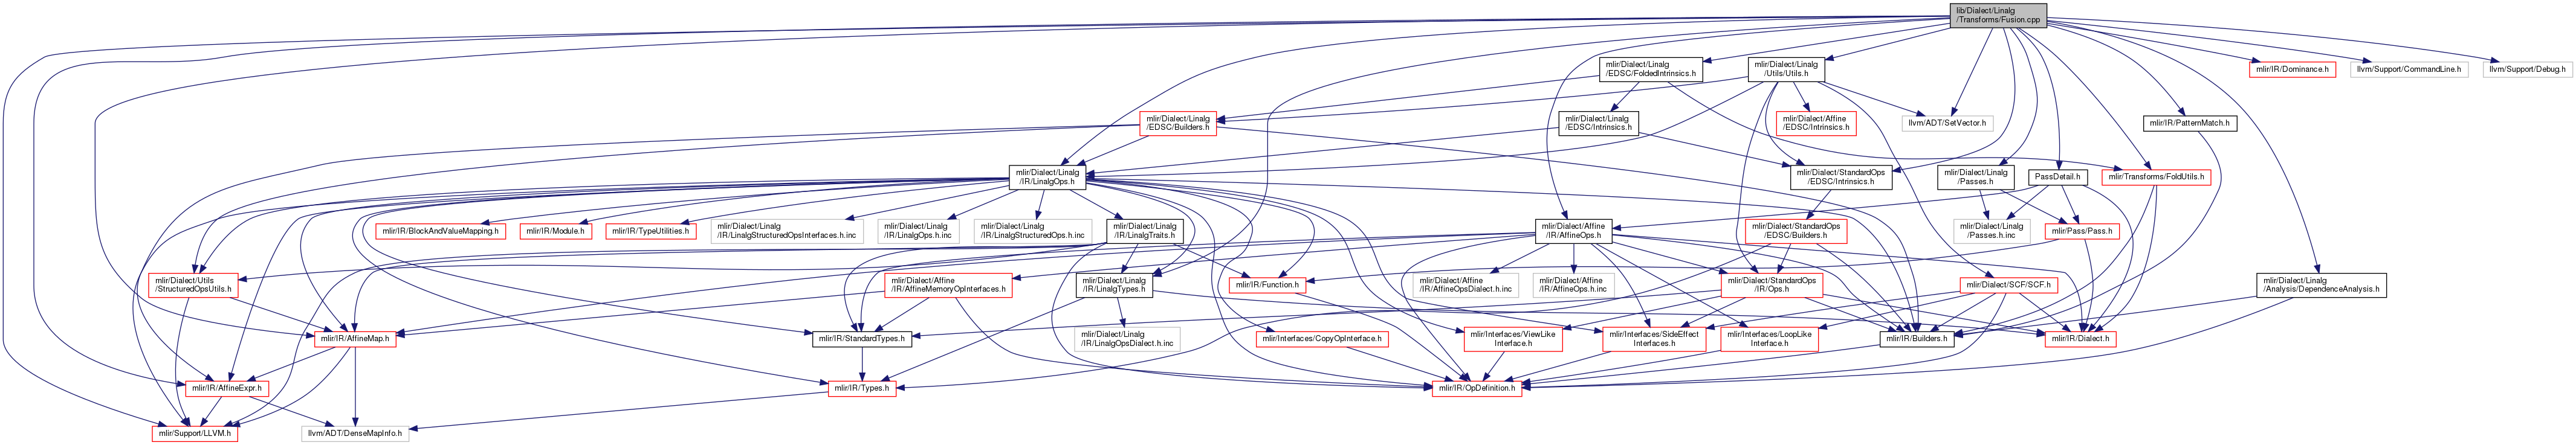 lib/Dialect/Linalg
/Transforms/Fusion.cpp
mlir/Dialect/Linalg
/EDSC/FoldedIntrinsics.h
mlir/Dialect/Linalg
/Utils/Utils.h
mlir/IR/Dominance.h
llvm/Support/CommandLine.h
llvm/Support/Debug.h
mlir/Dialect/Linalg
/EDSC/Builders.h
mlir/Dialect/Linalg
/EDSC/Intrinsics.h
mlir/Dialect/Affine
/EDSC/Intrinsics.h
llvm/ADT/SetVector.h
mlir/IR/PatternMatch.h
mlir/Dialect/Linalg
/IR/LinalgOps.h
mlir/Dialect/StandardOps
/EDSC/Intrinsics.h
mlir/Dialect/Linalg
/Passes.h
PassDetail.h
mlir/Transforms/FoldUtils.h
mlir/IR/BlockAndValueMapping.h
mlir/IR/Module.h
mlir/IR/TypeUtilities.h
mlir/Dialect/Linalg
/IR/LinalgStructuredOpsInterfaces.h.inc
mlir/Dialect/Linalg
/IR/LinalgOps.h.inc
mlir/Dialect/Linalg
/IR/LinalgStructuredOps.h.inc
mlir/Dialect/Linalg
/IR/LinalgTraits.h
mlir/Dialect/Affine
/IR/AffineOps.h
mlir/Dialect/StandardOps
/EDSC/Builders.h
mlir/Dialect/Linalg
/Passes.h.inc
mlir/Pass/Pass.h
mlir/Dialect/Utils
/StructuredOpsUtils.h
mlir/Dialect/Affine
/IR/AffineMemoryOpInterfaces.h
mlir/Dialect/Linalg
/IR/LinalgTypes.h
mlir/IR/Function.h
mlir/Dialect/Affine
/IR/AffineOpsDialect.h.inc
mlir/Dialect/Affine
/IR/AffineOps.h.inc
mlir/Dialect/StandardOps
/IR/Ops.h
mlir/Dialect/SCF/SCF.h
mlir/Dialect/Linalg
/Analysis/DependenceAnalysis.h
mlir/IR/AffineMap.h
mlir/IR/StandardTypes.h
mlir/Dialect/Linalg
/IR/LinalgOpsDialect.h.inc
mlir/Interfaces/CopyOpInterface.h
mlir/Interfaces/ViewLike
Interface.h
mlir/Interfaces/SideEffect
Interfaces.h
mlir/Interfaces/LoopLike
Interface.h
mlir/IR/Builders.h
mlir/IR/Dialect.h
mlir/IR/AffineExpr.h
mlir/IR/Types.h
mlir/IR/OpDefinition.h
mlir/Support/LLVM.h
llvm/ADT/DenseMapInfo.h